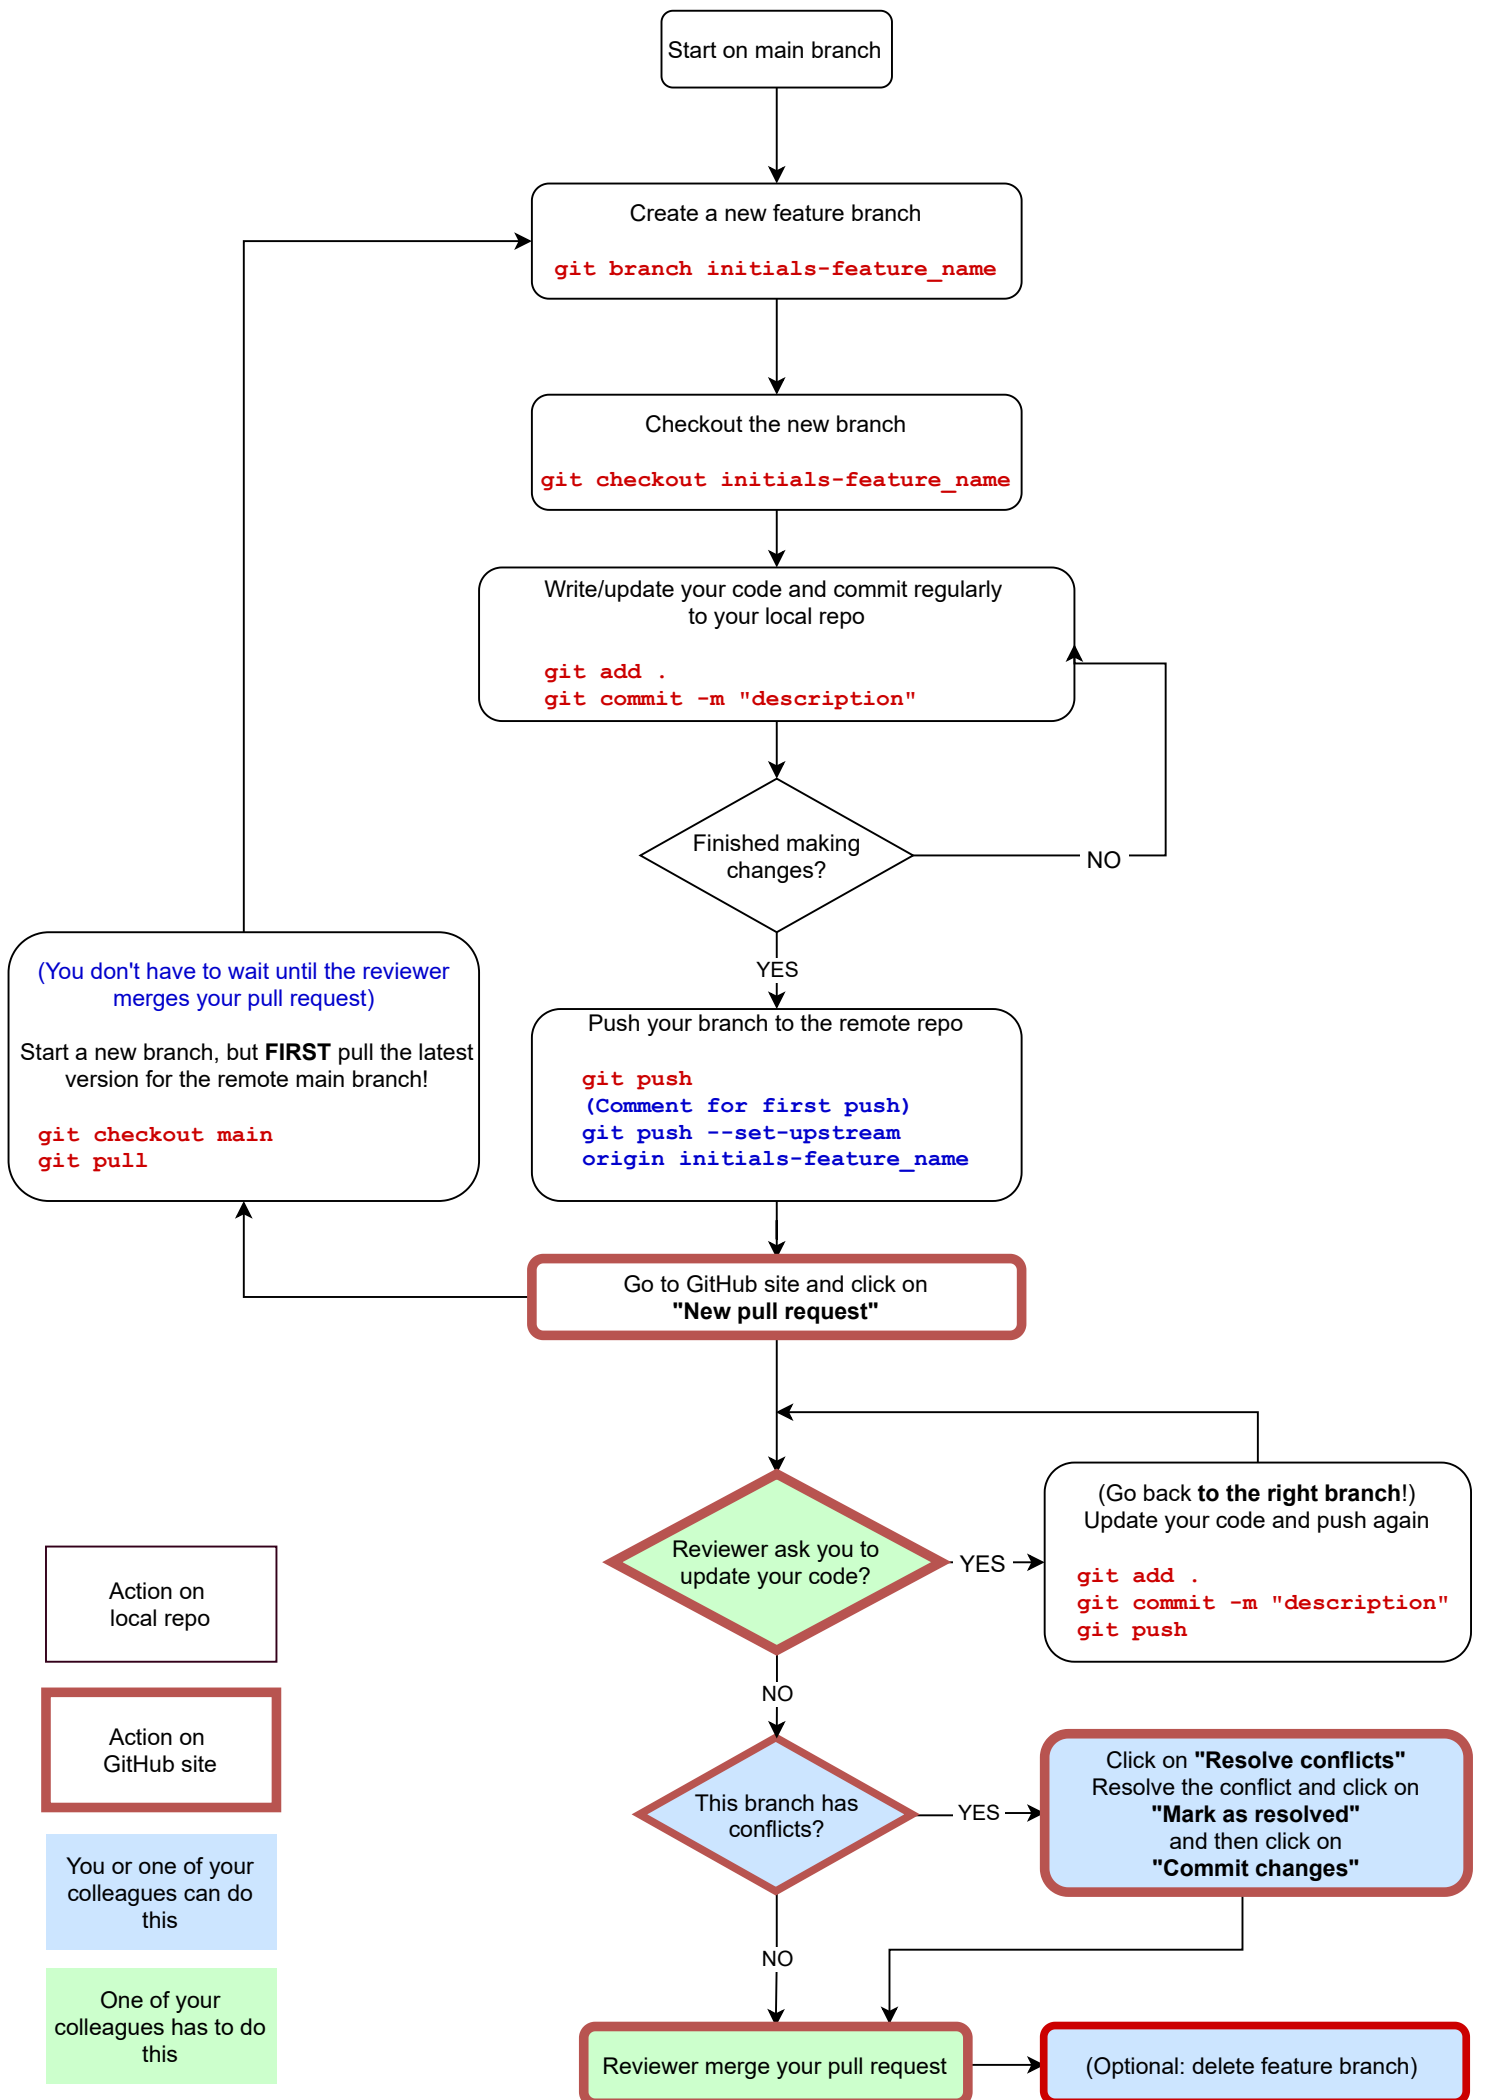 Start on main branch
Create a new feature branch
git branch initials-feature_name
Checkout the new branch
git checkout initials-feature_name
Write/update your code and commit regularly
to your local repo
git add .
git commit -m "description"
Finished making
changes?
NO
YES
(You don't have to wait until the reviewer
merges your pull request)
Start a new branch, but FIRST pull the latest
version for the remote main branch!
git checkout main
git pull
Push your branch to the remote repo
git push
(Comment for first push)
git push --set-upstream
origin initials-feature_name
Go to GitHub site and click on
"New pull request"
Reviewer ask you to
update your code?
YES
(Go back to the right branch!)
Update your code and push again
git add .
git commit -m "description"
git push
NO
This branch has
conflicts?
YES
Click on "Resolve conflicts"
Resolve the conflict and click on
"Mark as resolved"
and then click on
"Commit changes"
NO
Reviewer merge your pull request
(Optional: delete feature branch)
Action on
local repo
Action on
GitHub site
You or one of your
colleagues can do
this
One of your
colleagues has to do
this